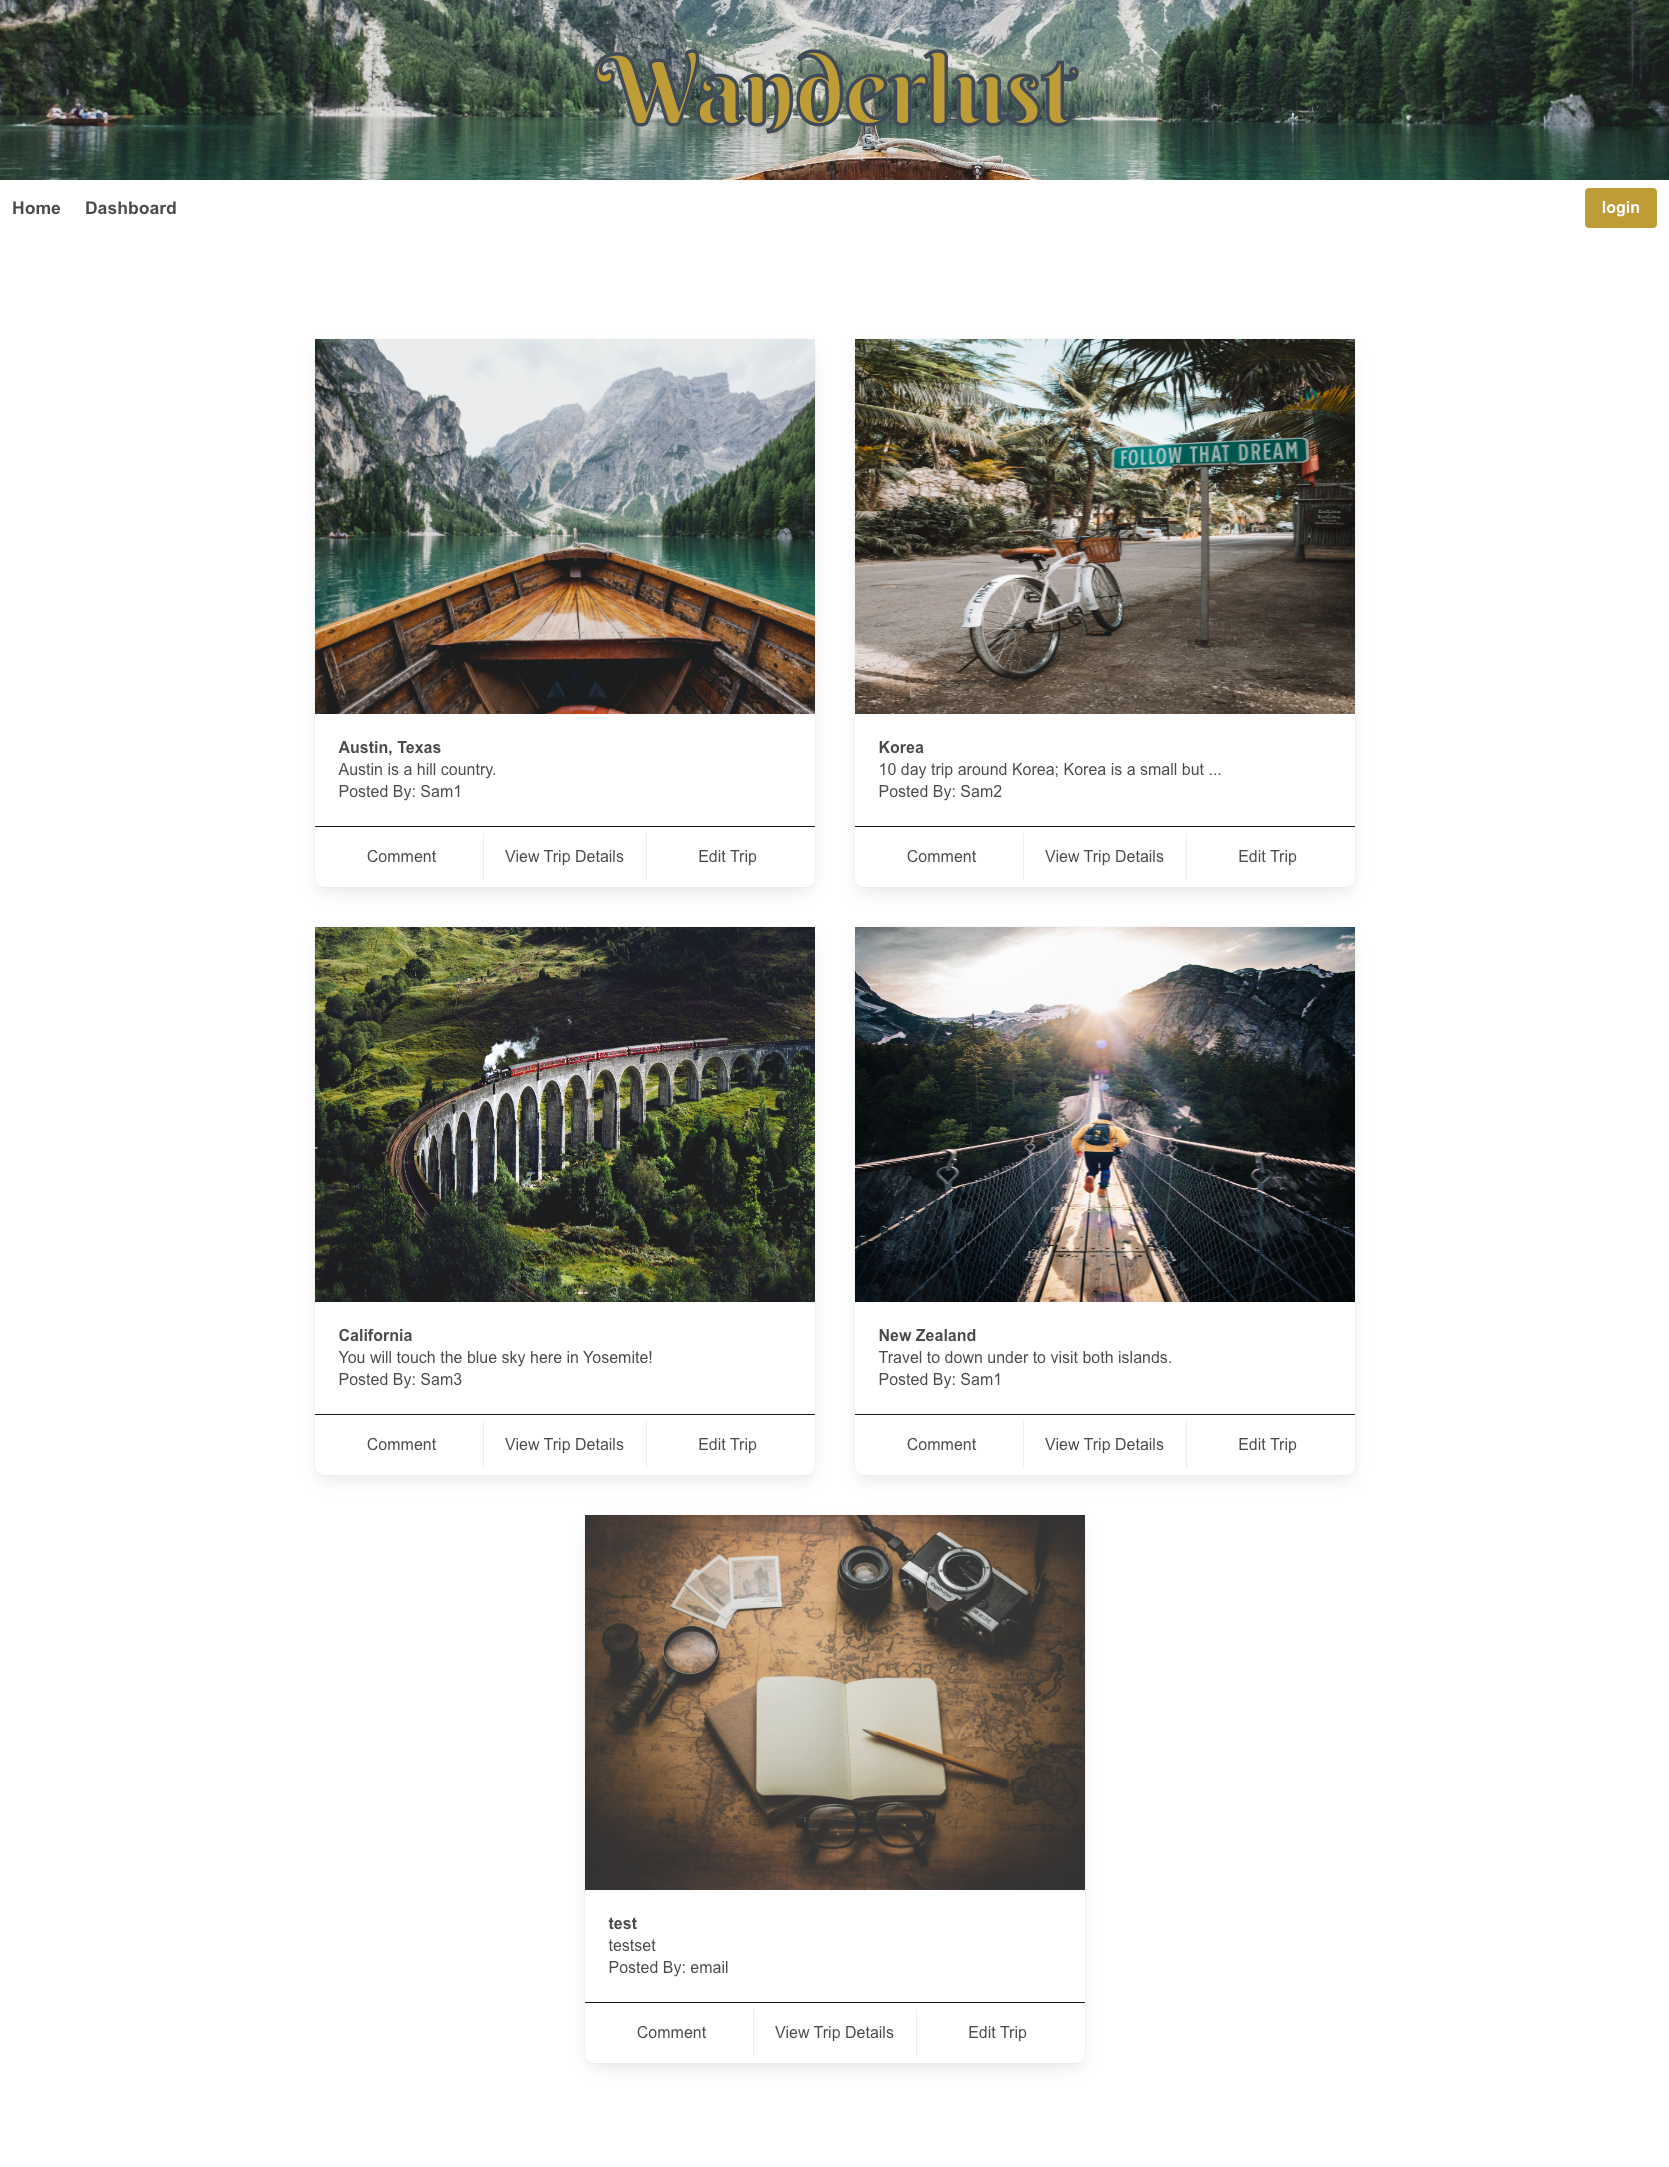 Wanderlust
Home
Dashboard
login
FOLLOW THAT DREAM
Austin, Texas
Austin is a hill country.
Posted By: Sam1
Comment
View Trip Details
Edit Trip
Korea
10 day trip around Korea; Korea is a small but ...
Posted By: Sam2
Comment
View Trip Details
Edit Trip
California
You will touch the blue sky here in Yosemite!
Posted By: Sam3
Comment
View Trip Details
Edit Trip
New Zealand
Travel to down under to visit both islands.
Posted By: Sam1
Comment
View Trip Details
Edit Trip
minolta
test
testset
Posted By: email
Comment
View Trip Details
Edit Trip